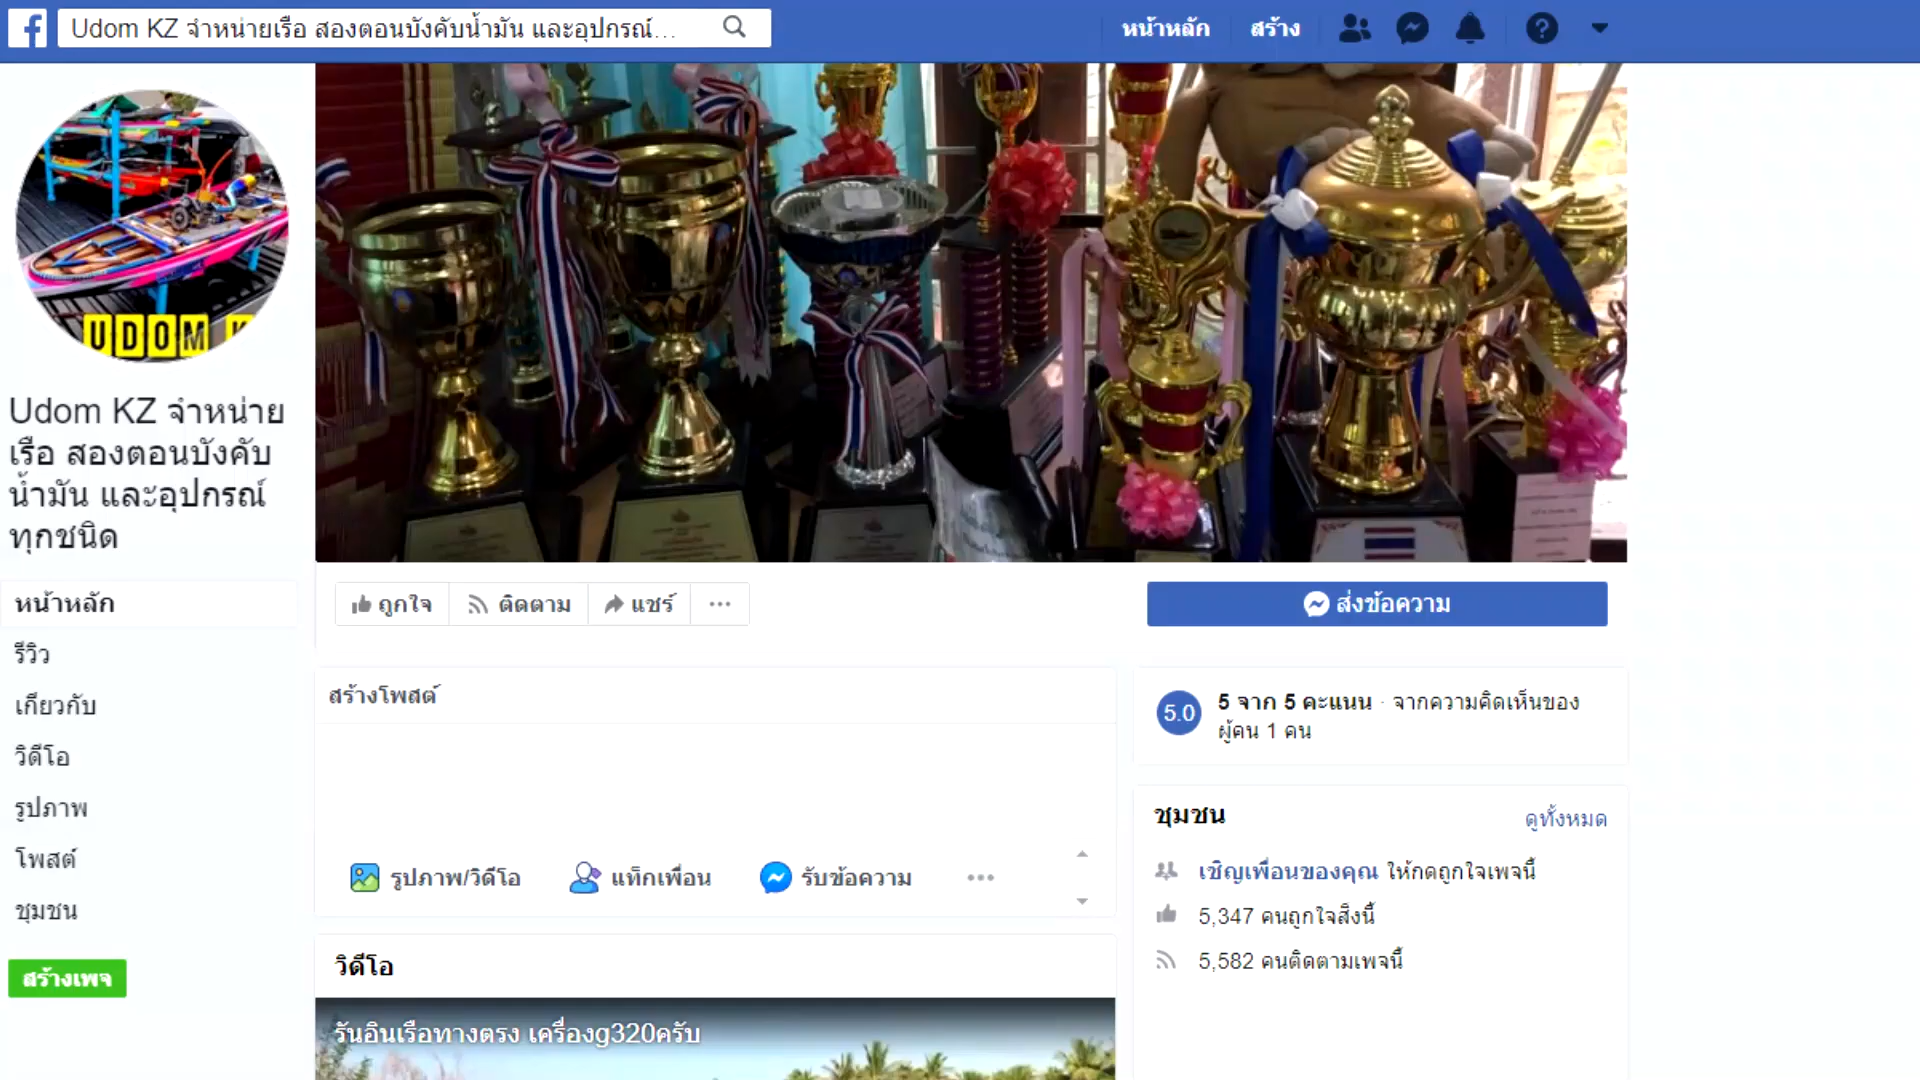 Udom KZ จำหน่ายเรือ สองตอนบังคับน้ำมัน และอุปกรณ์...
หน้าหลัก
สร้าง
UDOM
Udom KZ จำหน่าย
เรือ สองตอนบังคับ
น้ำมัน และอุปกรณ์
ทุกชนิด
หน้าหลัก
รีวิว
เกี่ยวกับ
วิดีโอ
รูปภาพ
โพสต์
ชุมชน
สร้างเพจ
ถูกใจ
ติดตาม
แชร์
ส่งข้อความ
สร้างโพสต์
รูปภาพ/วิดีโอ
แท็กเพื่อน
รับข้อความ
วิดีโอ
รันอินเรือทางตรง เครื่องg320ครับ
5.0
5 จาก 5 คะแนน · จากความคิดเห็นของ
ผู้คน 1 คน
ชุมชน
ดูทั้งหมด
เชิญเพื่อนของคุณ ให้กดถูกใจเพจนี้
5,347 คนถูกใจสิ่งนี้
5,582 คนติดตามเพจนี้